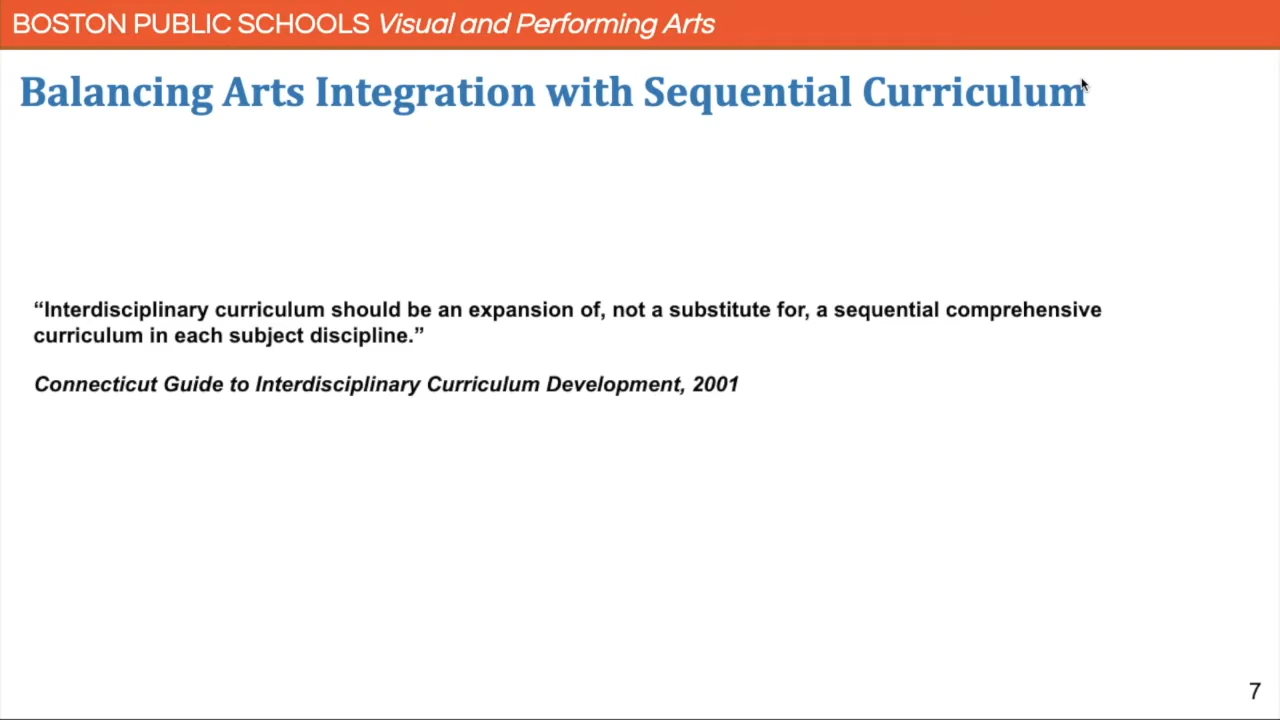 BOSTON PUBLIC SCHOOLS Visual and Performing Arts
Balancing Arts Integration with Sequential Curriculum
“Interdisciplinary curriculum should be an expansion of, not a substitute for, a sequential comprehensive
curriculum in each subject discipline.”
Connecticut Guide to Interdisciplinary Curriculum Development, 2001
7